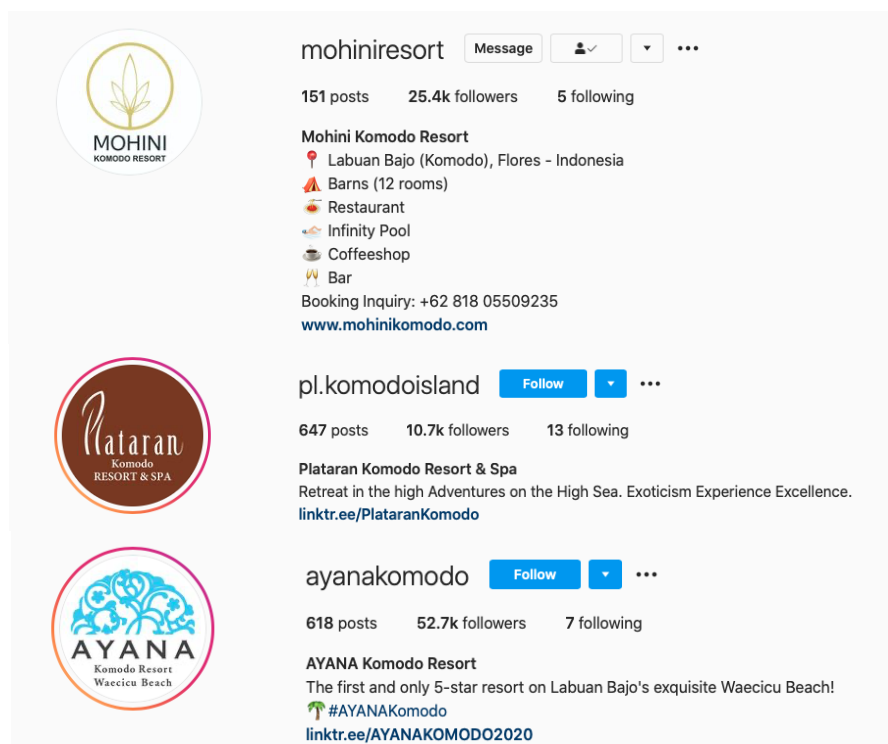 MOHINI
KOMODO RESORT
mohiniresort Message
151 posts 25.4k followers 5 following
Mohini Komodo Resort
📍 Labuan Bajo (Komodo), Flores - Indonesia
⛺ Barns (12 rooms)
🍝 Restaurant
🏊🏻 Infinity Pool
☕ Coffeeshop
🥂 Bar
Booking Inquiry: +62 818 05509235
www.mohinikomodo.com
Plataran
Komodo
RESORT & SPA
pl.komodoisland Follow
647 posts 10.7k followers 13 following
Plataran Komodo Resort & Spa
Retreat in the high Adventures on the High Sea. Exoticism Experience Excellence.
linktr.ee/PlataranKomodo
AYANA
Komodo Resort
Waecicu Beach
ayanakomodo Follow
618 posts 52.7k followers 7 following
AYANA Komodo Resort
The first and only 5-star resort on Labuan Bajo's exquisite Waecicu Beach!
🌴#AYANAKomodo
linktr.ee/AYANAKOMODO2020